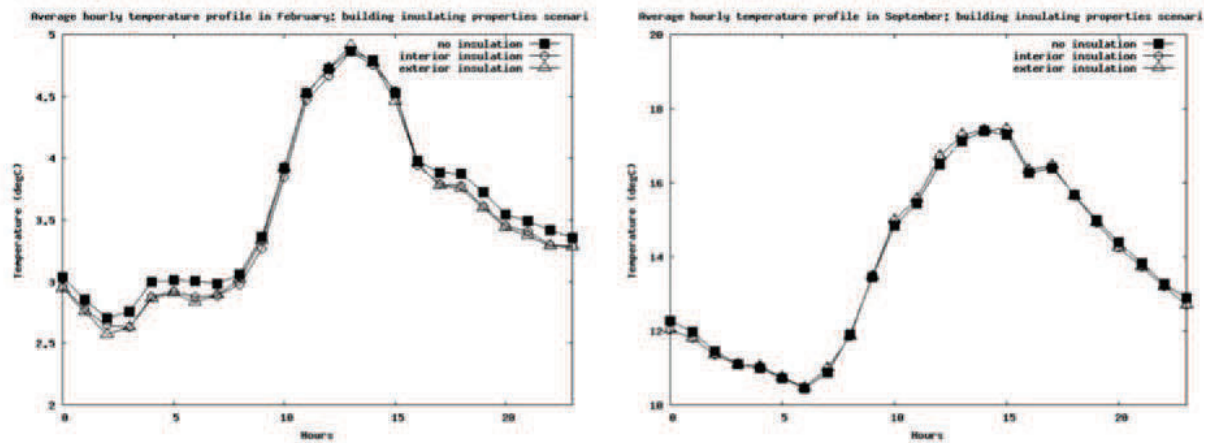 Average hourly temperature profile in February; building inuslating properties scenari
5
4.5
4
3.5
3
2.5
2
Temperature (degC)
no insulation
interior insulation
exterior insulation
0 5 10 15 20
Hours
Average hourly temperature profile in September; building insulating properties scenari
20
18
16
14
12
10
Temperature (degC)
no insulation
interior insulation
exterior insulation
0 5 10 15 20
Hours